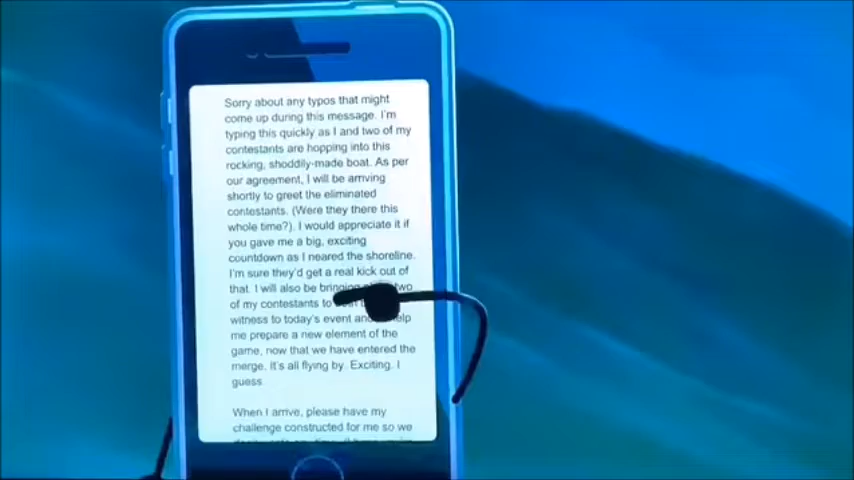 Sorry about any typos that might
come up during this message. I'm
typing this quickly as I and two of my
contestants are hopping into this
rocking, shoddily-made boat. As per
our agreement, I will be arriving
shortly to greet the eliminated
contestants. (Were they there this
whole time?). I would appreciate it if
you gave me a big, exciting
countdown as I neared the shoreline.
I'm sure they'd get a real kick out of
that. I will also be bringing two
of my contestants to
witness to today's event and help
me prepare a new element of the
game, now that we have entered the
merge. It's all flying by. Exciting. I
guess
When I arrive, please have my
challenge constructed for me so we